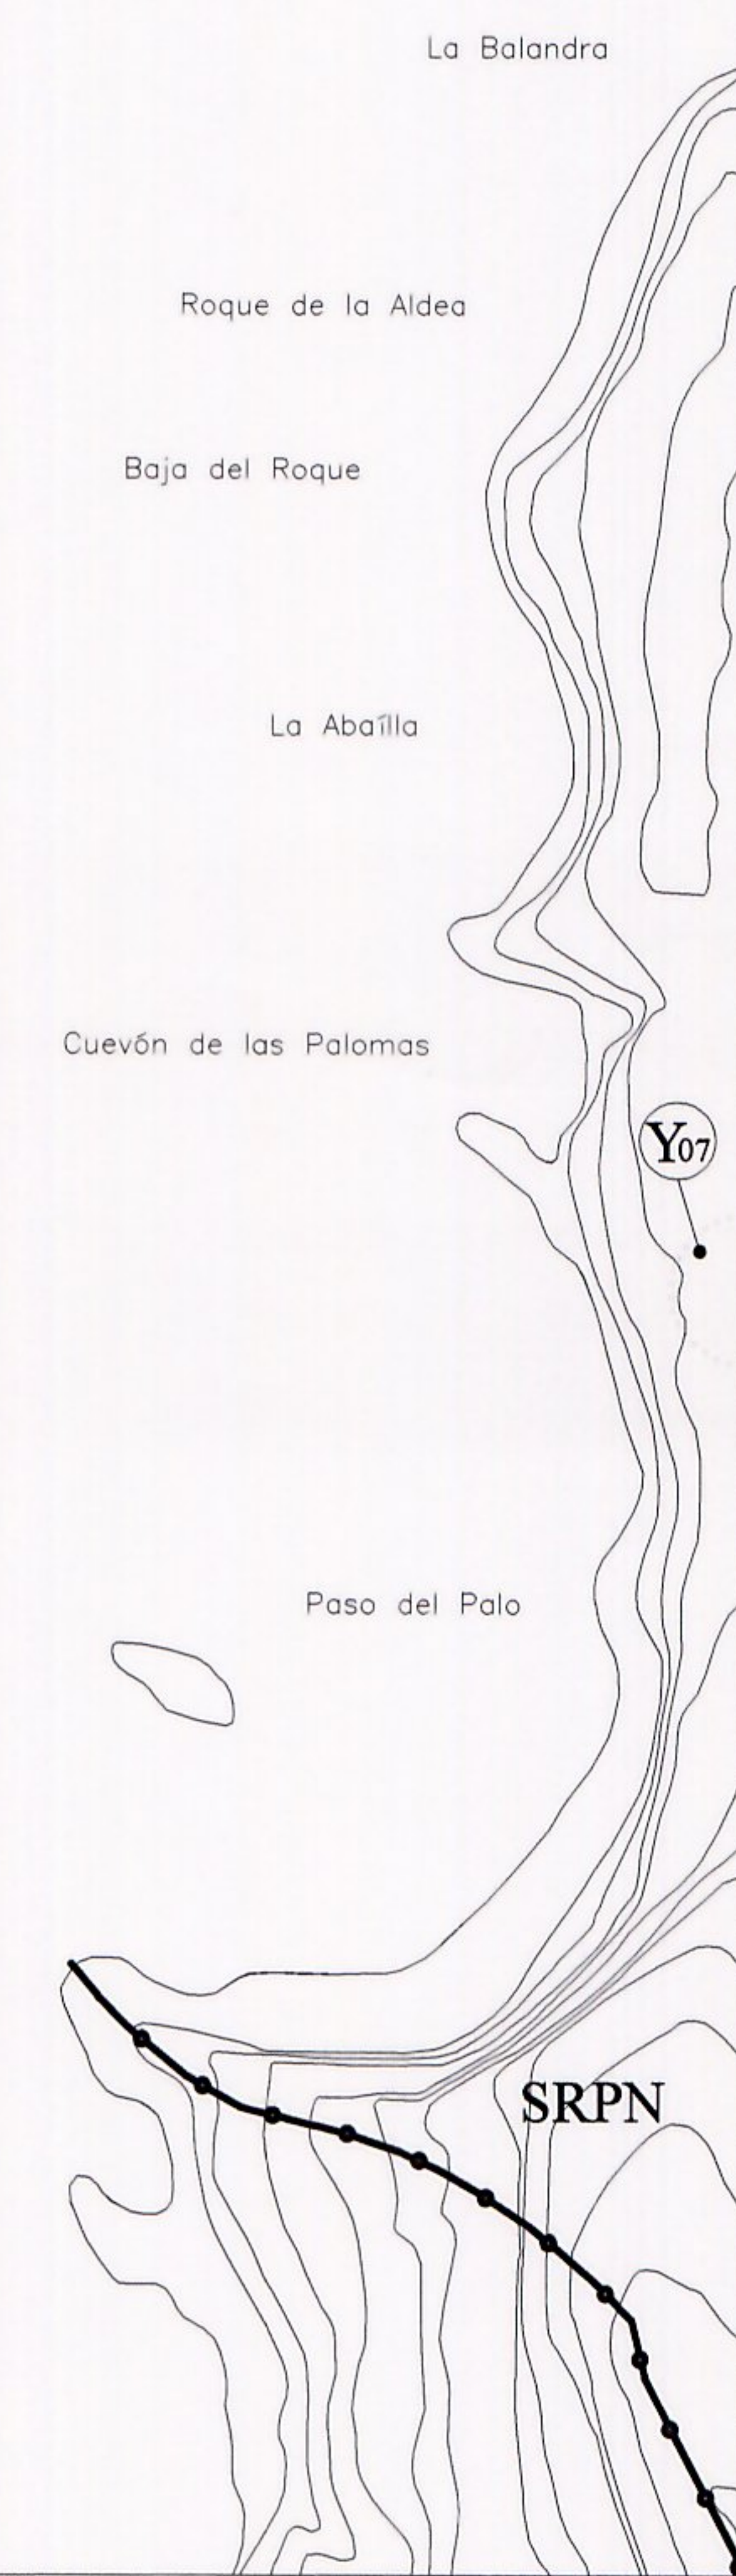 La Balandra
Roque de la Aldea
Baja del Roque
La Abaílla
Cuevón de las Palomas
Y07
Paso del Palo
SRPN